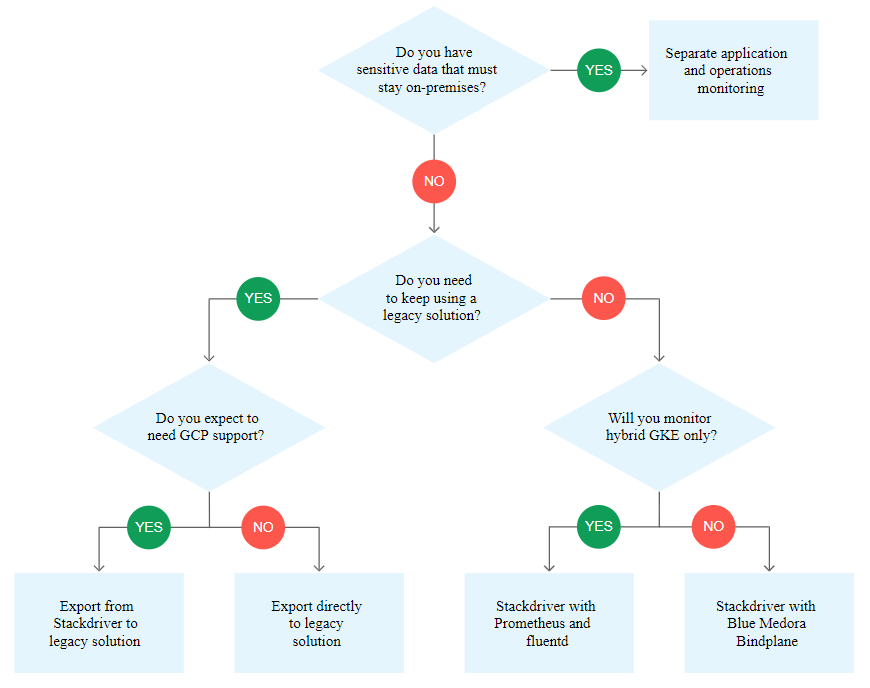 Do you have
sensitive data that must
stay on-premises?
YES
Separate application
and operations
monitoring
NO
Do you need
to keep using a
legacy solution?
YES
NO
Do you expect to
need GCP support?
Will you monitor
hybrid GKE only?
YES
NO
YES
NO
Export from
Stackdriver to
legacy solution
Export directly
to legacy
solution
Stackdriver with
Prometheus and
fluentd
Stackdriver with
Blue Medora
Bindplane